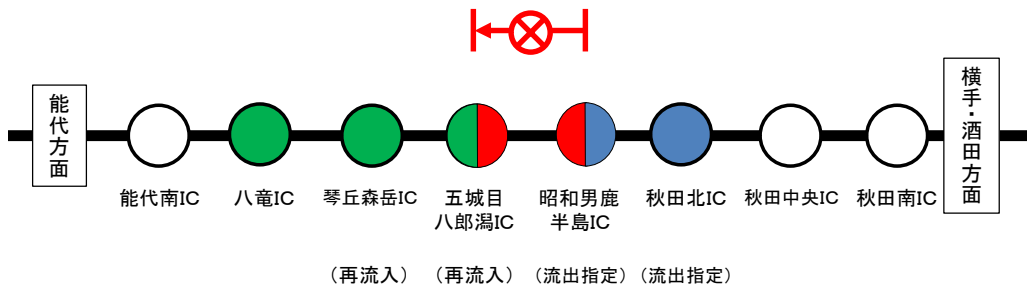 能代方面
横手・酒田方面
能代南IC
八竜IC
琴丘森岳IC
五城目
八郎潟IC
昭和男鹿
半島IC
秋田北IC
秋田中央IC
秋田南IC
（再流入）
（再流入）
（流出指定）
（流出指定）